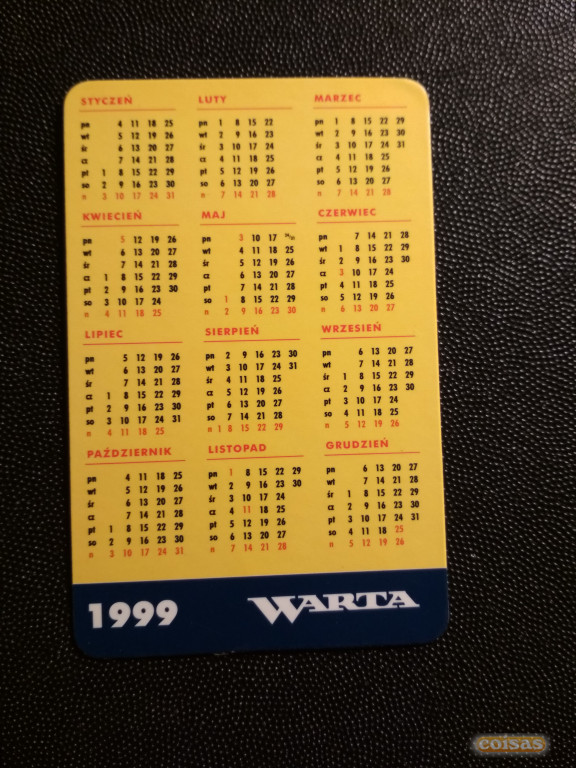 STYCZEŃ
pn 4 11 18 25
wt 5 12 19 26
śr 6 13 20 27
cz 7 14 21 28
pt 1 8 15 22 29
so 2 9 16 23 30
n 3 10 17 24 31
LUTY
pn 1 8 15 22
wt 2 9 16 23
śr 3 10 17 24
cz 4 11 18 25
pt 5 12 19 26
so 6 13 20 27
n 7 14 21 28
MARZEC
pn 1 8 15 22 29
wt 2 9 16 23 30
śr 3 10 17 24 31
cz 4 11 18 25
pt 5 12 19 26
so 6 13 20 27
n 7 14 21 28
KWIECIEŃ
pn 5 12 19 26
wt 6 13 20 27
śr 7 14 21 28
cz 1 8 15 22 29
pt 2 9 16 23 30
so 3 10 17 24
n 4 11 18 25
MAJ
pn 3 10 17 24/31
wt 4 11 18 25
śr 5 12 19 26
cz 6 13 20 27
pt 7 14 21 28
so 1 8 15 22 29
n 2 9 16 23 30
CZERWIEC
pn 7 14 21 28
wt 1 8 15 22 29
śr 2 9 16 23 30
cz 3 10 17 24
pt 4 11 18 25
so 5 12 19 26
n 6 13 20 27
LIPIEC
pn 5 12 19 26
wt 6 13 20 27
śr 7 14 21 28
cz 1 8 15 22 29
pt 2 9 16 23 30
so 3 10 17 24 31
n 4 11 18 25
SIERPIEŃ
pn 2 9 16 23 30
wt 3 10 17 24 31
śr 4 11 18 25
cz 5 12 19 26
pt 6 13 20 27
so 7 14 21 28
n 1 8 15 22 29
WRZESIEŃ
pn 6 13 20 27
wt 7 14 21 28
śr 1 8 15 22 29
cz 2 9 16 23 30
pt 3 10 17 24
so 4 11 18 25
n 5 12 19 26
PAŹDZIERNIK
pn 4 11 18 25
wt 5 12 19 26
śr 6 13 20 27
cz 7 14 21 28
pt 1 8 15 22 29
so 2 9 16 23 30
n 3 10 17 24 31
LISTOPAD
pn 1 8 15 22 29
wt 2 9 16 23 30
śr 3 10 17 24
cz 4 11 18 25
pt 5 12 19 26
so 6 13 20 27
n 7 14 21 28
GRUDZIEŃ
pn 6 13 20 27
wt 7 14 21 28
śr 1 8 15 22 29
cz 2 9 16 23 30
pt 3 10 17 24 31
so 4 11 18 25
n 5 12 19 26
1999 WARTA
coisas